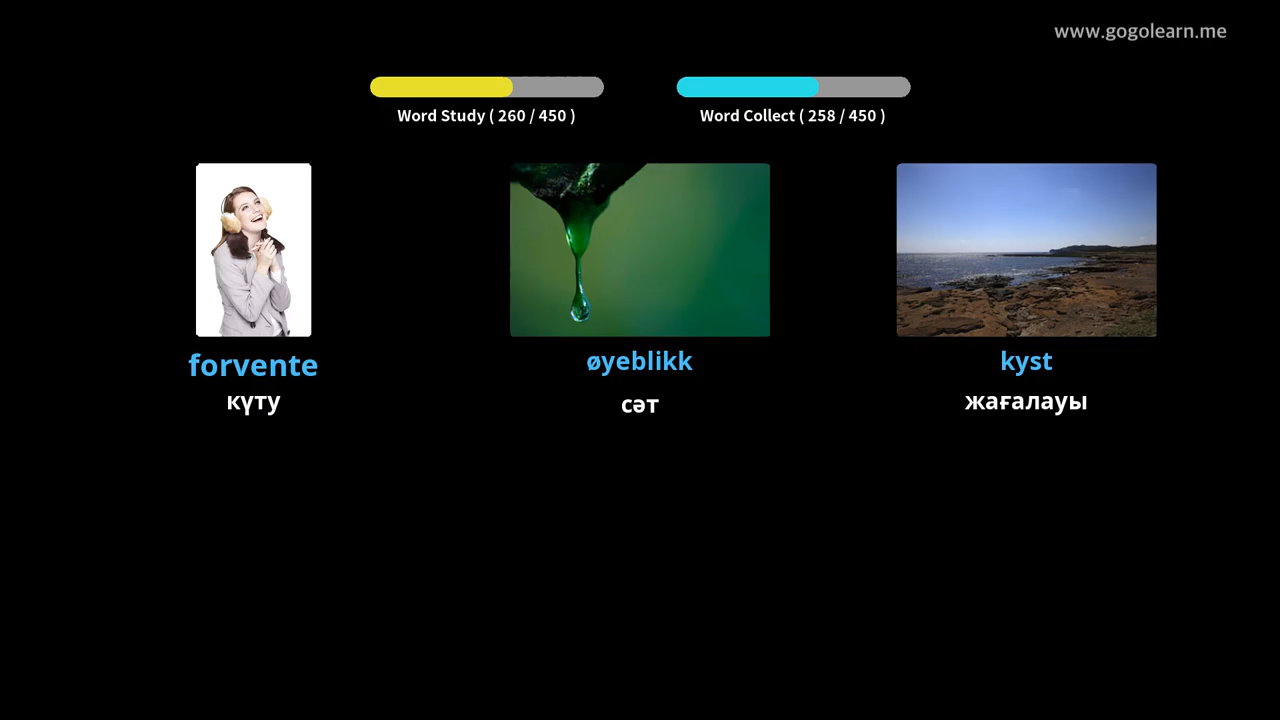 www.gogolearn.me
Word Study ( 260 / 450 )
Word Collect ( 258 / 450 )
forvente
күту
øyeblikk
сәт
kyst
жағалауы